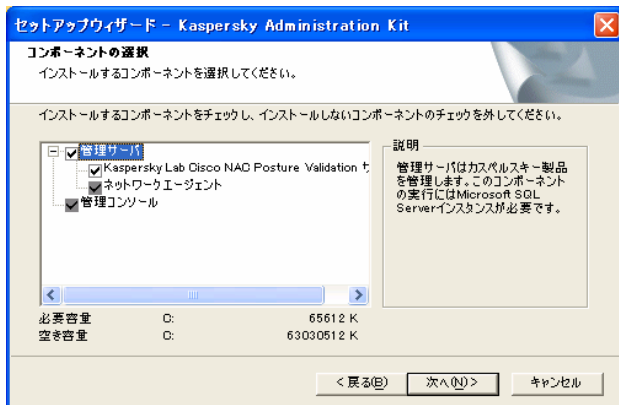 セットアップウィザード - Kaspersky Administration Kit
コンポーネントの選択
インストールするコンポーネントを選択してください。
インストールするコンポーネントをチェックし、インストールしないコンポーネントのチェックを外してください。
管理サーバ
Kaspersky Lab Cisco NAC Posture Validation サ
ネットワークエージェント
管理コンソール
説明
管理サーバはカスペルスキー製品
を管理します。このコンポーネント
の実行にはMicrosoft SQL
Serverインスタンスが必要です。
必要容量 C: 65612 K
空き容量 C: 63030512 K
< 戻る(B) 次へ(N) > キャンセル